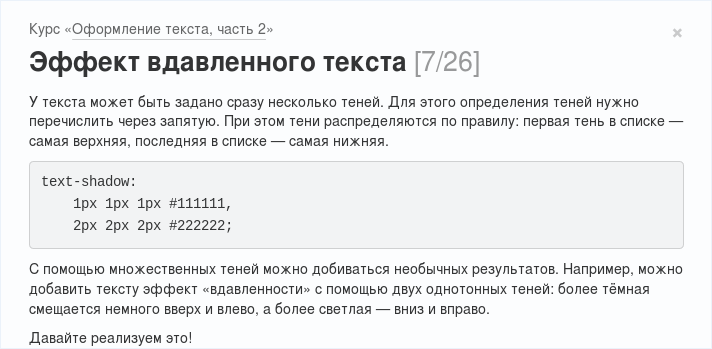 Курс «Оформление текста, часть 2»
Эффект вдавленного текста [7/26]
У текста может быть задано сразу несколько теней. Для этого определения теней нужно
перечислить через запятую. При этом тени распределяются по правилу: первая тень в списке —
самая верхняя, последняя в списке — самая нижняя.
text-shadow:
    1px 1px 1px #111111,
    2px 2px 2px #222222;
С помощью множественных теней можно добиваться необычных результатов. Например, можно
добавить тексту эффект «вдавленности» с помощью двух однотонных теней: более тёмная
смещается немного вверх и влево, а более светлая — вниз и вправо.
Давайте реализуем это!